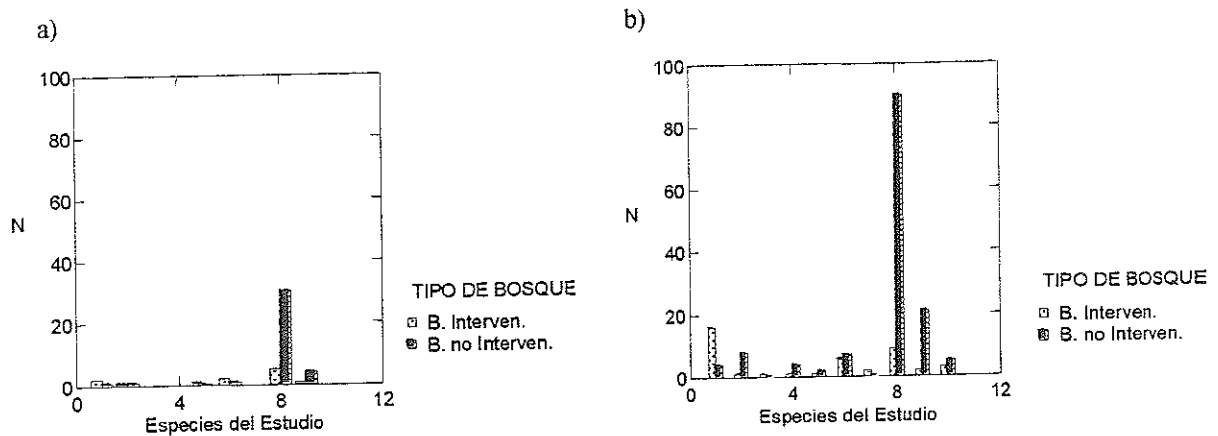 a)
100
80
60
N
40
20
0
0
4
8
12
Especies del Estudio
TIPO DE BOSQUE
B. Interven.
B. no Interven.
b)
100
80
60
N
40
20
0
0
4
8
12
Especies del Estudio
TIPO DE BOSQUE
B. Interven.
B. no Interven.